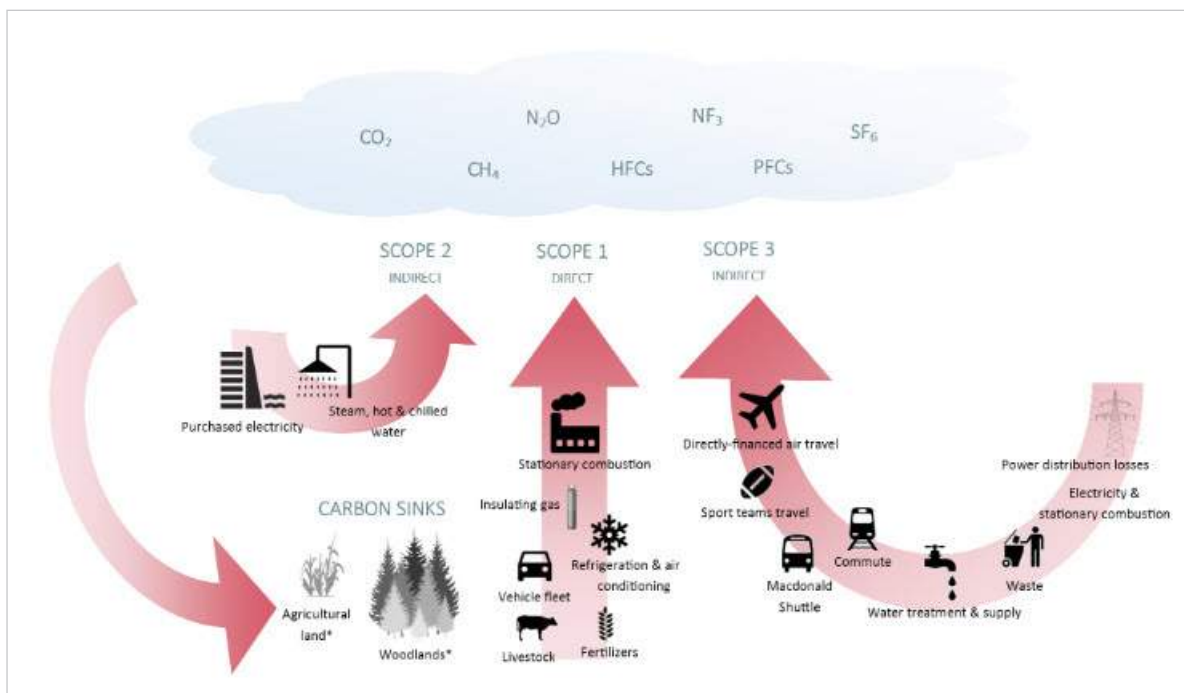 CO₂
N₂O
NF₃
SF₆
CH₄
HFCs
PFCs
SCOPE 2
INDIRECT
SCOPE 1
DIRECT
SCOPE 3
INDIRECT
Purchased electricity
Steam, hot & chilled
water
CARBON SINKS
Agricultural
land*
Woodlands*
Stationary combustion
Insulating gas
Refrigeration & air
conditioning
Vehicle fleet
Livestock
Fertilizers
Directly-financed air travel
Sport teams travel
Macdonald
Shuttle
Commute
Water treatment & supply
Waste
Power distribution losses
Electricity &
stationary combustion